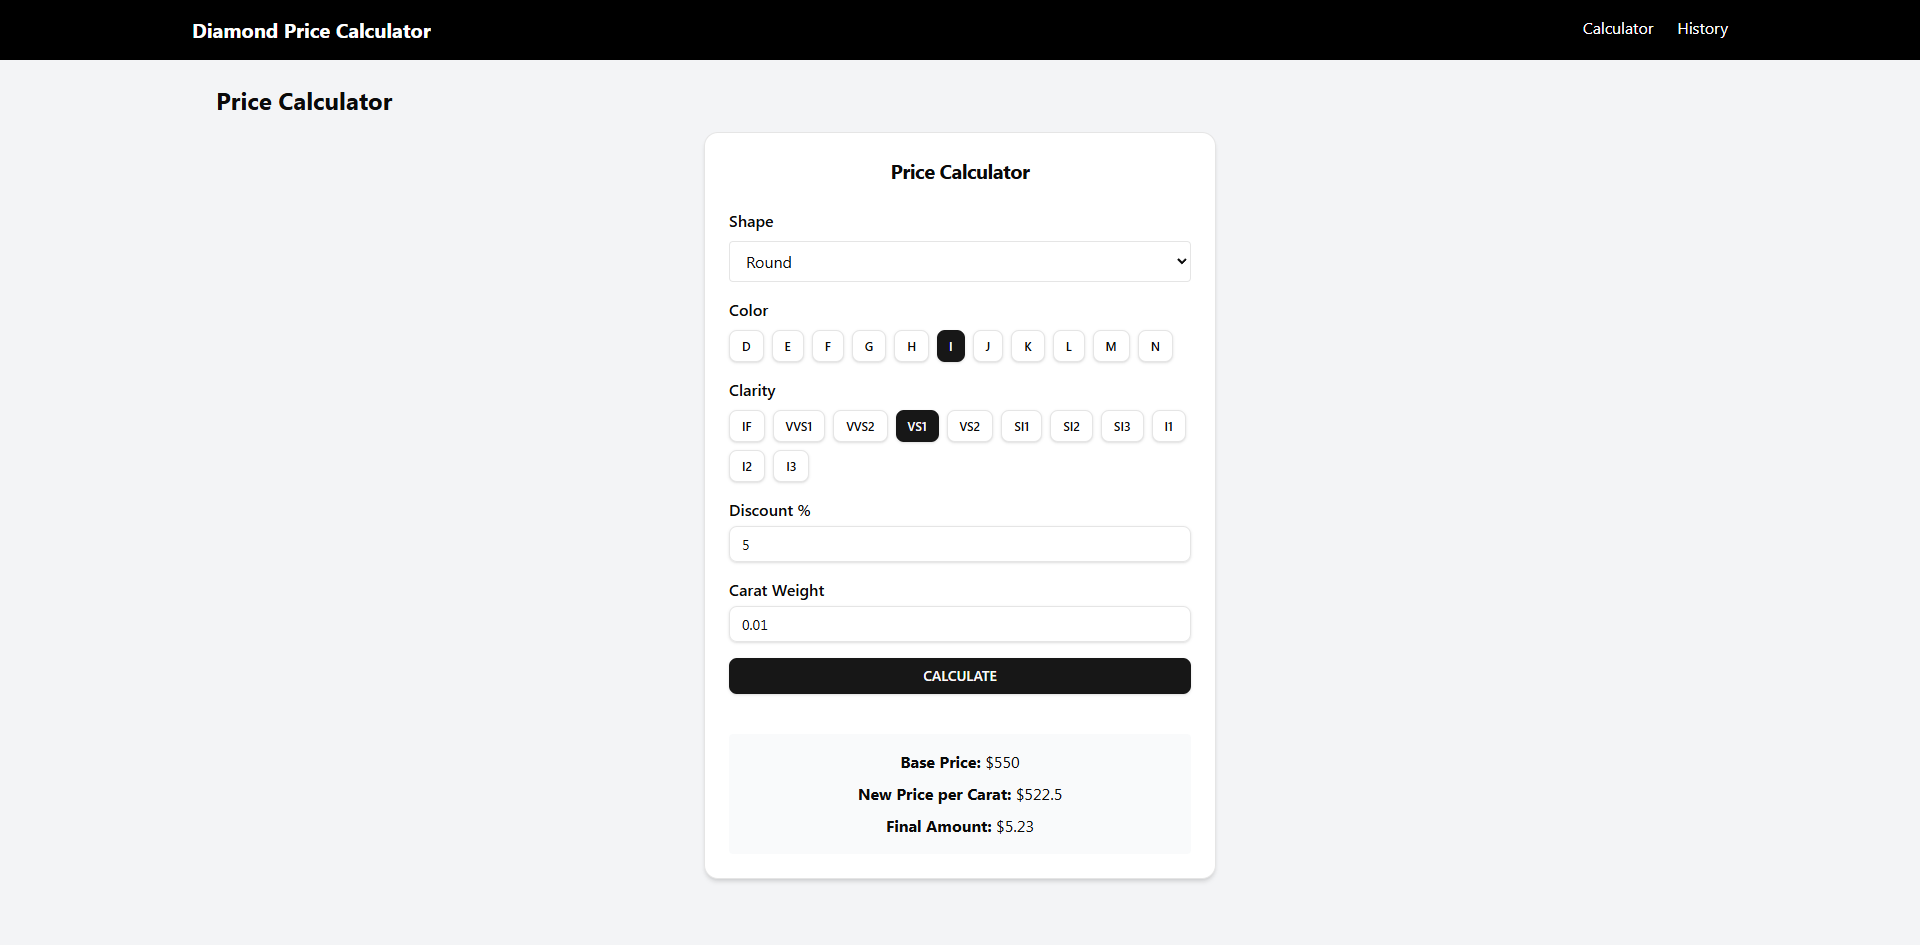 Diamond Price Calculator
Calculator History
Price Calculator
Price Calculator
Shape
Round
Color
D E F G H I J K L M N
Clarity
IF VVS1 VVS2 VS1 VS2 SI1 SI2 SI3 I1
I2 I3
Discount %
5
Carat Weight
0.01
CALCULATE
Base Price: $550
New Price per Carat: $522.5
Final Amount: $5.23